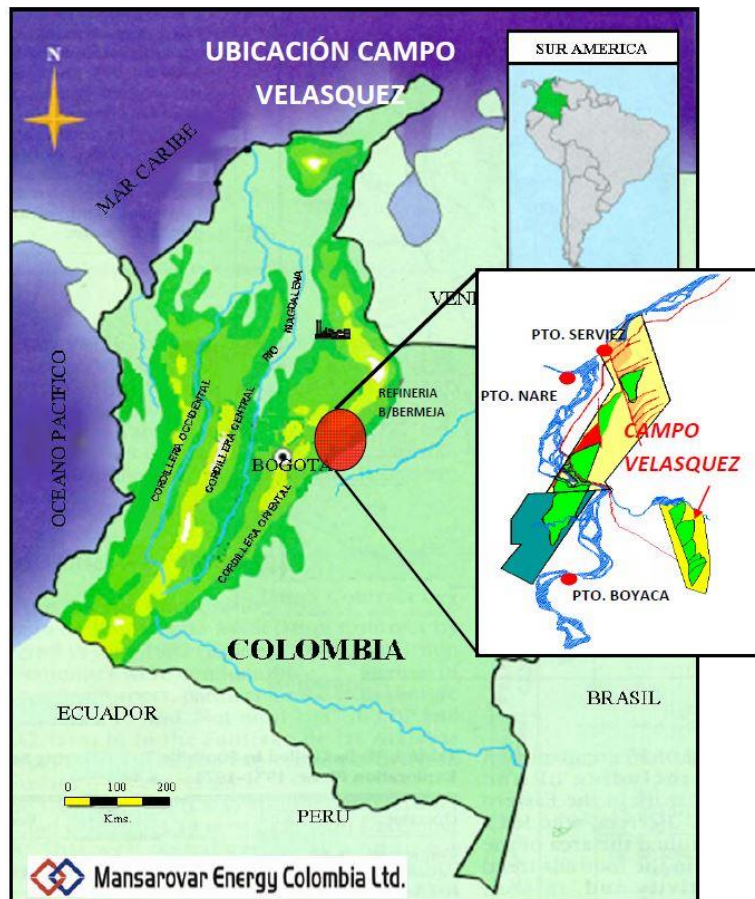 UBICACIÓN CAMPO
VELASQUEZ
SUR AMERICA
N
MAR CARIBE
OCEANO PACIFICO
CORDILLERA OCCIDENTAL
CORDILLERA CENTRAL
RIO MAGDALENA
CORDILLERA ORIENTAL
VEN
REFINERIA
B/BERMEJA
BOGOTA
PTO. SERVIEZ
PTO. NARE
CAMPO
VELASQUEZ
PTO. BOYACA
COLOMBIA
ECUADOR
BRASIL
PERU
0 100 200
Kms.
Mansarovar Energy Colombia Ltd.